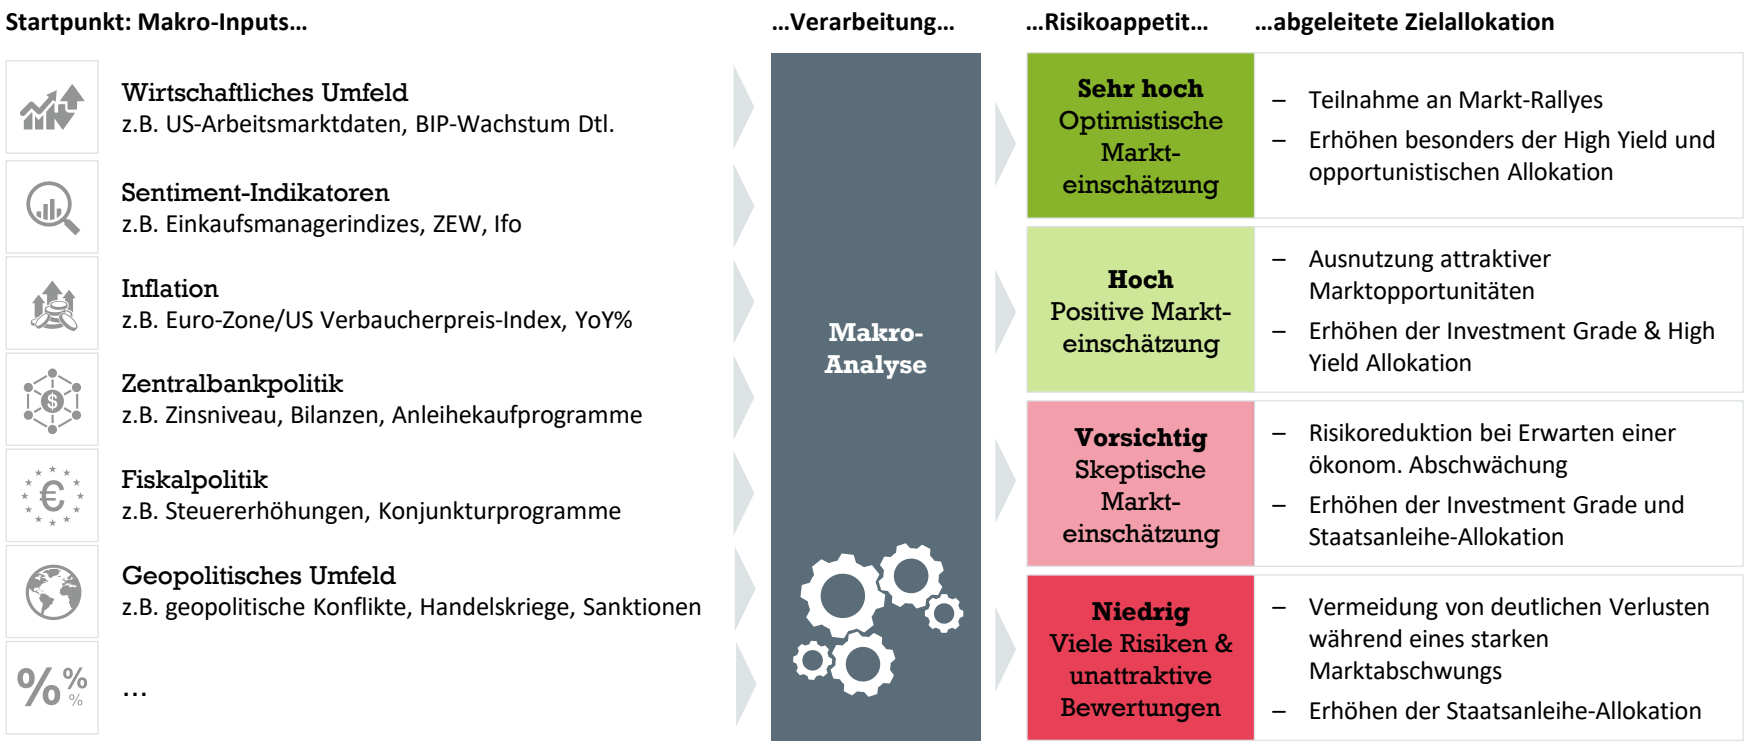 Startpunkt: Makro-Inputs…
…Verarbeitung…
…Risikoappetit…
…abgeleitete Zielallokation
Wirtschaftliches Umfeld
z.B. US-Arbeitsmarktdaten, BIP-Wachstum Dtl.
Sentiment-Indikatoren
z.B. Einkaufsmanagerindizes, ZEW, Ifo
Inflation
z.B. Euro-Zone/US Verbaucherpreis-Index, YoY%
Zentralbankpolitik
z.B. Zinsniveau, Bilanzen, Anleihekaufprogramme
$
Fiskalpolitik
z.B. Steuererhöhungen, Konjunkturprogramme
€
Geopolitisches Umfeld
z.B. geopolitische Konflikte, Handelskriege, Sanktionen
% % %
…
Makro-
Analyse
Sehr hoch
Optimistische
Markt-
einschätzung
– Teilnahme an Markt-Rallyes
– Erhöhen besonders der High Yield und
opportunistischen Allokation
Hoch
Positive Markt-
einschätzung
– Ausnutzung attraktiver
Marktopportunitäten
– Erhöhen der Investment Grade & High
Yield Allokation
Vorsichtig
Skeptische
Markt-
einschätzung
– Risikoreduktion bei Erwarten einer
ökonom. Abschwächung
– Erhöhen der Investment Grade und
Staatsanleihe-Allokation
Niedrig
Viele Risiken &
unattraktive
Bewertungen
– Vermeidung von deutlichen Verlusten
während eines starken
Marktabschwungs
– Erhöhen der Staatsanleihe-Allokation